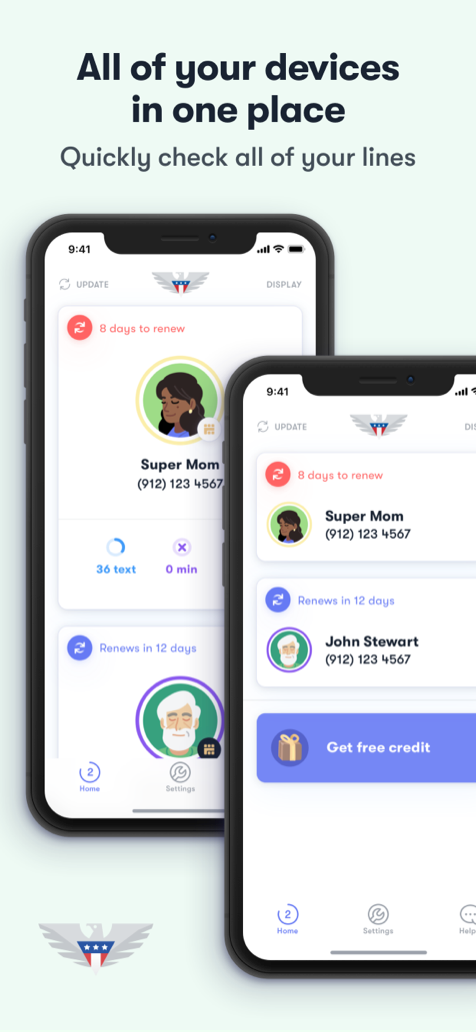 All of your devices
in one place
Quickly check all of your lines
9:41
UPDATE
DISPLAY
8 days to renew
Super Mom
(912) 123 4567
36 text
0 min
Renews in 12 days
2
Home
Settings
9:41
UPDATE
DIS
8 days to renew
Super Mom
(912) 123 4567
Renews in 12 days
John Stewart
(912) 123 4567
Get free credit
2
Home
Settings
Help